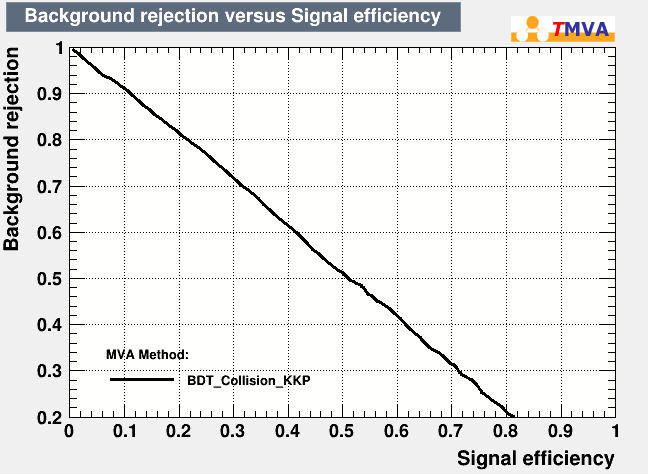 Background rejection versus Signal efficiency
TMVA
Background rejection
1
0.9
0.8
0.7
0.6
0.5
0.4
0.3
0.2
MVA Method:
BDT_Collision_KKP
0 0.1 0.2 0.3 0.4 0.5 0.6 0.7 0.8 0.9 1
Signal efficiency